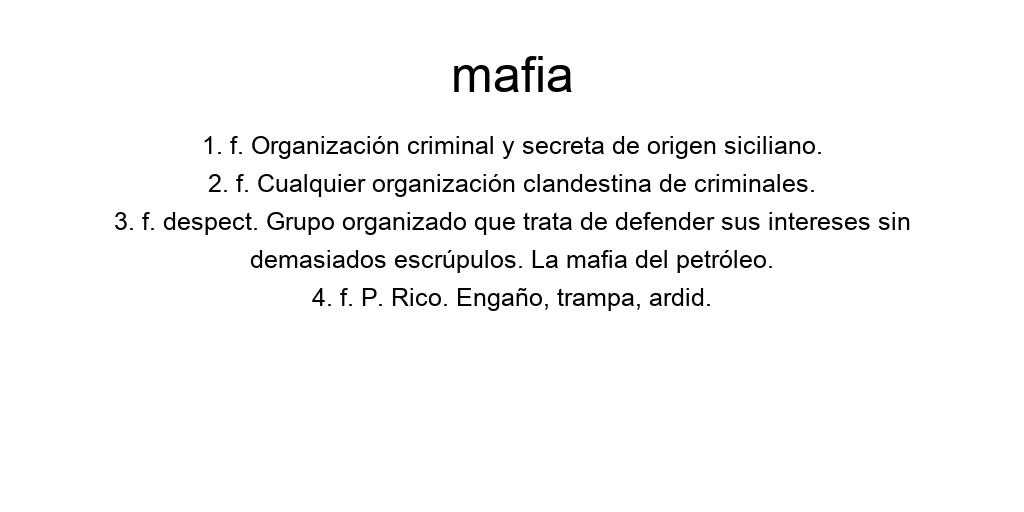 mafia
1. f. Organización criminal y secreta de origen siciliano.
2. f. Cualquier organización clandestina de criminales.
3. f. despect. Grupo organizado que trata de defender sus intereses sin
demasiados escrúpulos. La mafia del petróleo.
4. f. P. Rico. Engaño, trampa, ardid.